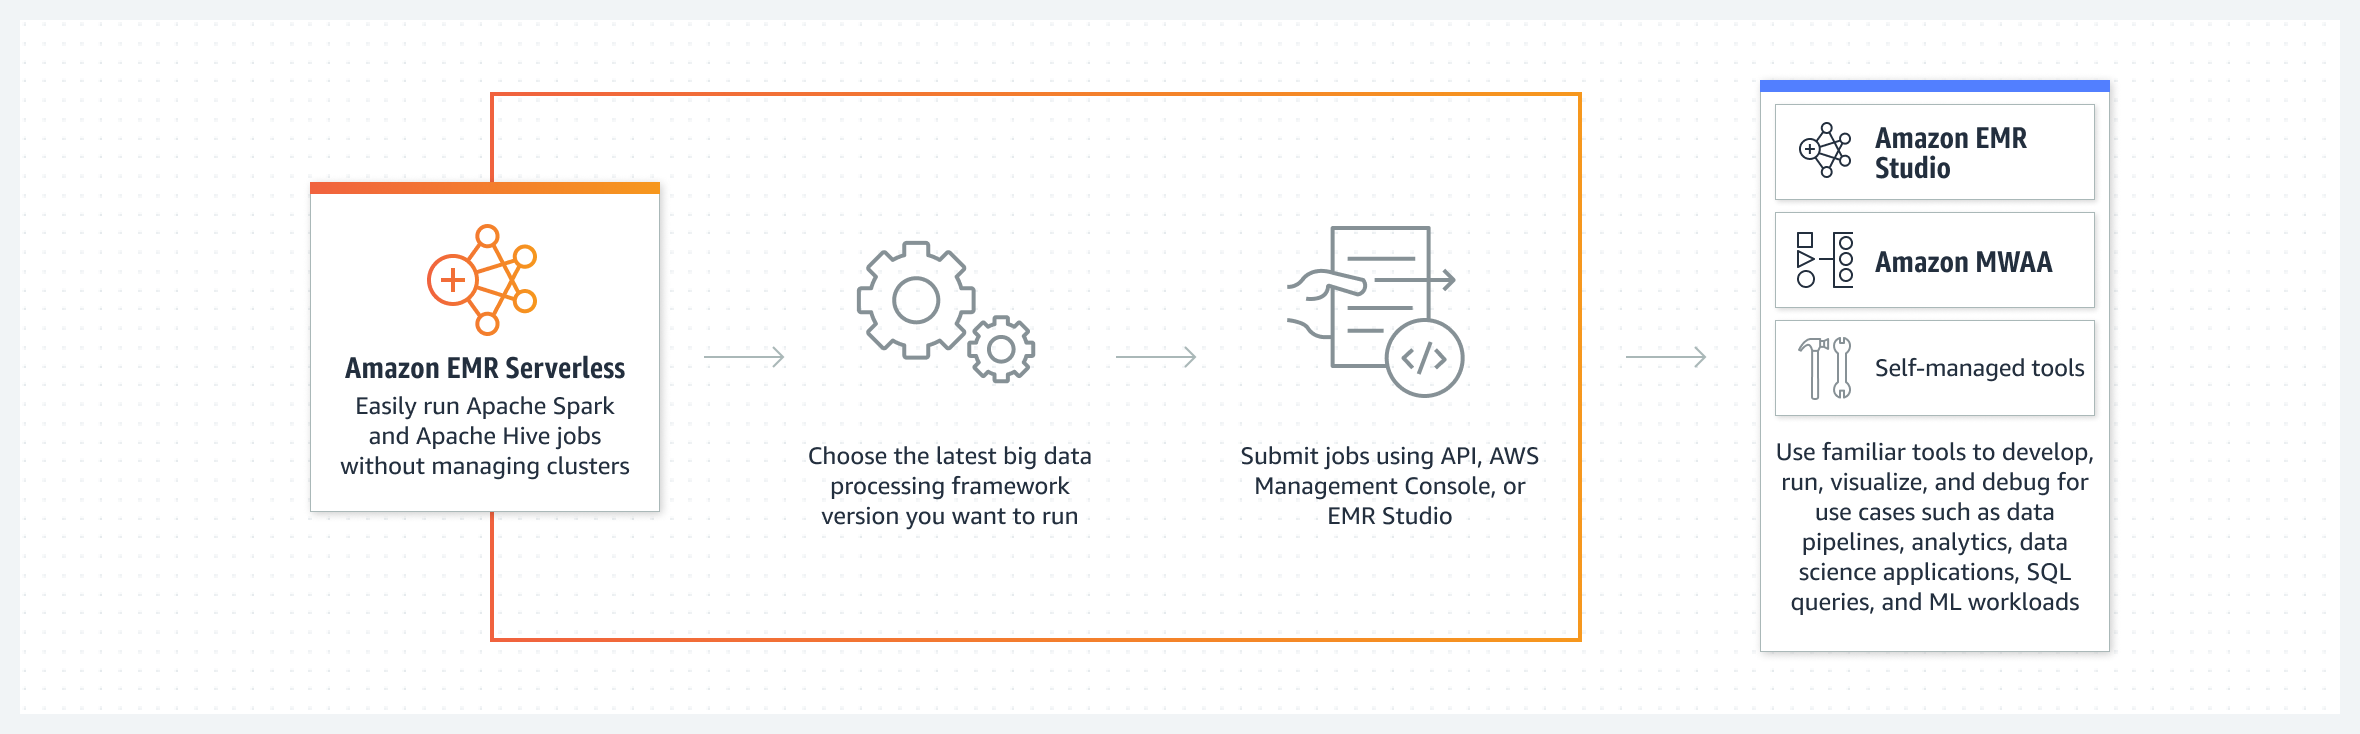 Amazon EMR Serverless
Easily run Apache Spark
and Apache Hive jobs
without managing clusters
Choose the latest big data
processing framework
version you want to run
Submit jobs using API, AWS
Management Console, or
EMR Studio
Amazon EMR
Studio
Amazon MWAA
Self-managed tools
Use familiar tools to develop,
run, visualize, and debug for
use cases such as data
pipelines, analytics, data
science applications, SQL
queries, and ML workloads